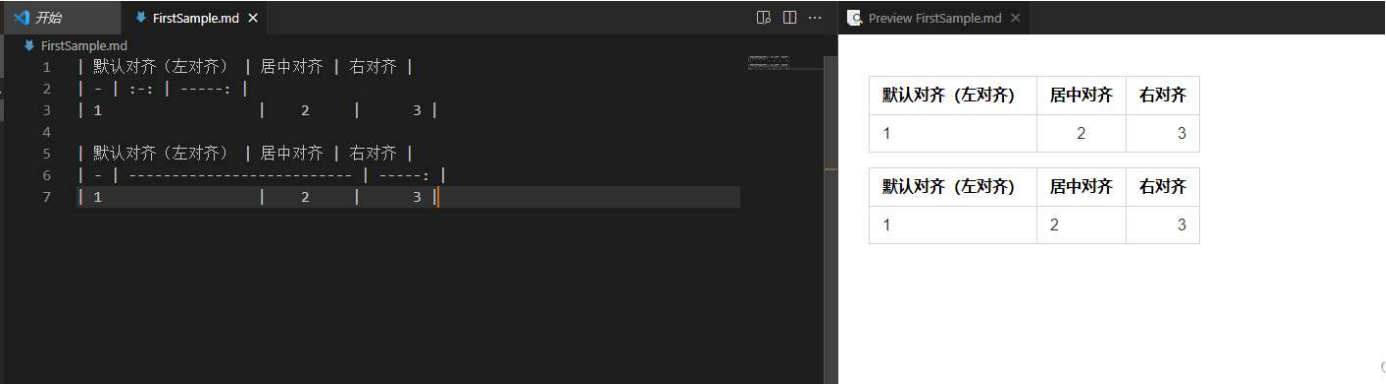 开始
FirstSample.md
Preview FirstSample.md
FirstSample.md
1 | 默认对齐（左对齐） | 居中对齐 | 右对齐 |
2 | - | :-: | -----: |
3 | 1 | 2 | 3 |
4
5 | 默认对齐（左对齐） | 居中对齐 | 右对齐 |
6 | - | -------------------------- | -----: |
7 | 1 | 2 | 3 |
默认对齐（左对齐） 居中对齐 右对齐
1 2 3
默认对齐（左对齐） 居中对齐 右对齐
1 2 3